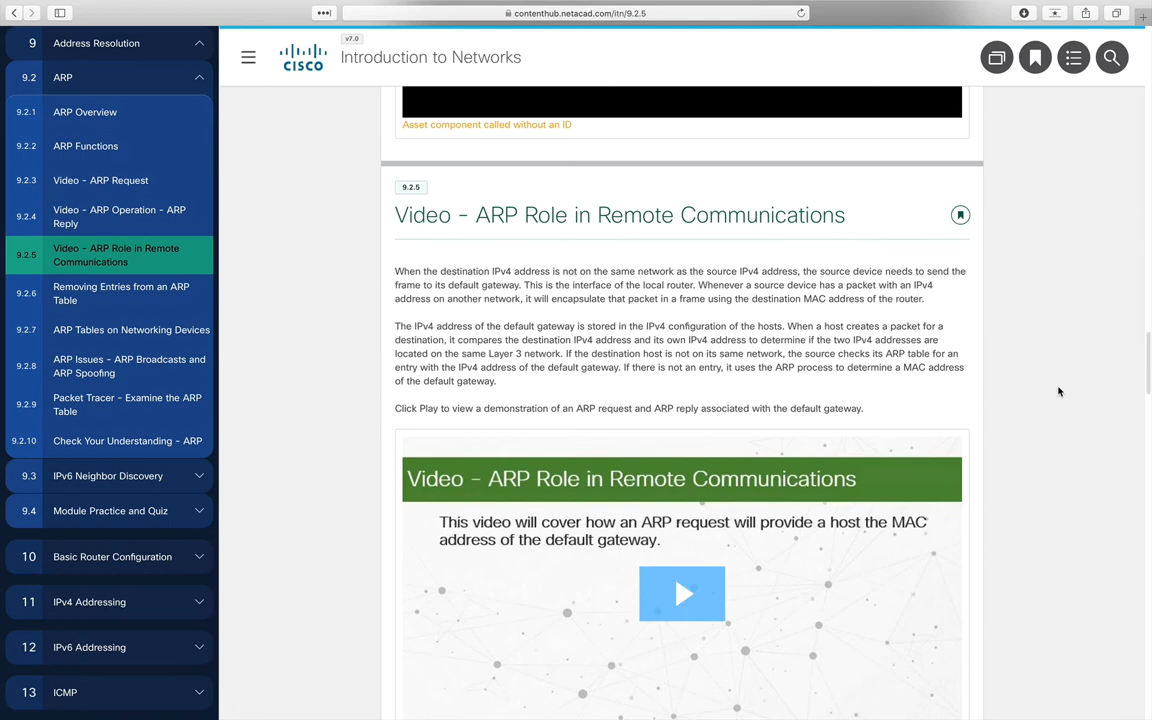 contenthub.netacad.com/itn/9.2.5
9 Address Resolution
9.2 ARP
9.2.1 ARP Overview
9.2.2 ARP Functions
9.2.3 Video - ARP Request
9.2.4 Video - ARP Operation - ARP
Reply
9.2.5 Video - ARP Role in Remote
Communications
9.2.6 Removing Entries from an ARP
Table
9.2.7 ARP Tables on Networking Devices
9.2.8 ARP Issues - ARP Broadcasts and
ARP Spoofing
9.2.9 Packet Tracer - Examine the ARP
Table
9.2.10 Check Your Understanding - ARP
9.3 IPv6 Neighbor Discovery
9.4 Module Practice and Quiz
10 Basic Router Configuration
11 IPv4 Addressing
12 IPv6 Addressing
13 ICMP
CISCO
v7.0
Introduction to Networks
Asset component called without an ID
9.2.5
Video - ARP Role in Remote Communications
When the destination IPv4 address is not on the same network as the source IPv4 address, the source device needs to send the
frame to its default gateway. This is the interface of the local router. Whenever a source device has a packet with an IPv4
address on another network, it will encapsulate that packet in a frame using the destination MAC address of the router.
The IPv4 address of the default gateway is stored in the IPv4 configuration of the hosts. When a host creates a packet for a
destination, it compares the destination IPv4 address and its own IPv4 address to determine if the two IPv4 addresses are
located on the same Layer 3 network. If the destination host is not on its same network, the source checks its ARP table for an
entry with the IPv4 address of the default gateway. If there is not an entry, it uses the ARP process to determine a MAC address
of the default gateway.
Click Play to view a demonstration of an ARP request and ARP reply associated with the default gateway.
Video - ARP Role in Remote Communications
This video will cover how an ARP request will provide a host the MAC
address of the default gateway.